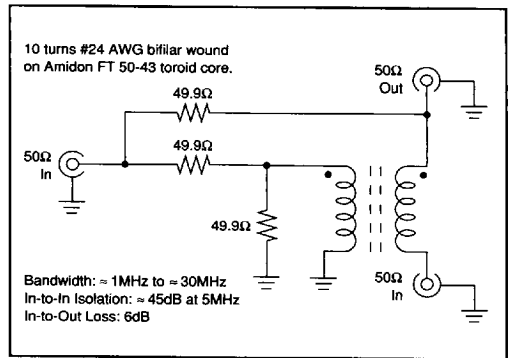 10 turns #24 AWG bifilar wound
on Amidon FT 50-43 toroid core.
50Ω
Out
49.9Ω
49.9Ω
50Ω
In
49.9Ω
50Ω
In
Bandwidth: ≈ 1MHz to ≈ 30MHz
In-to-In Isolation: ≈ 45dB at 5MHz
In-to-Out Loss: 6dB